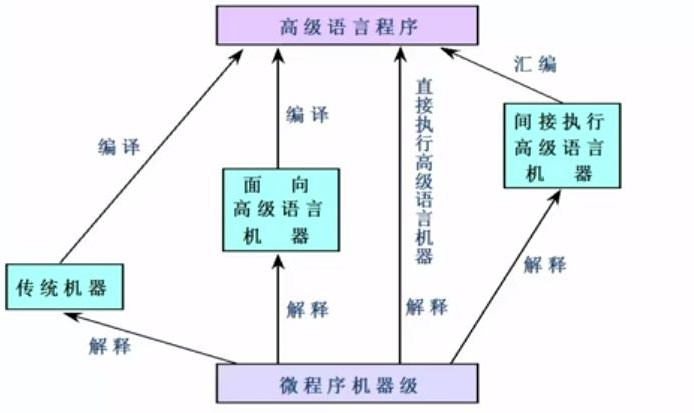 高级语言程序
汇编
编译
编译
直接执行高级语言机器
间接执行
高级语言
机器
面向
高级语言
机器
传统机器
解释
解释
解释
解释
微程序机器级